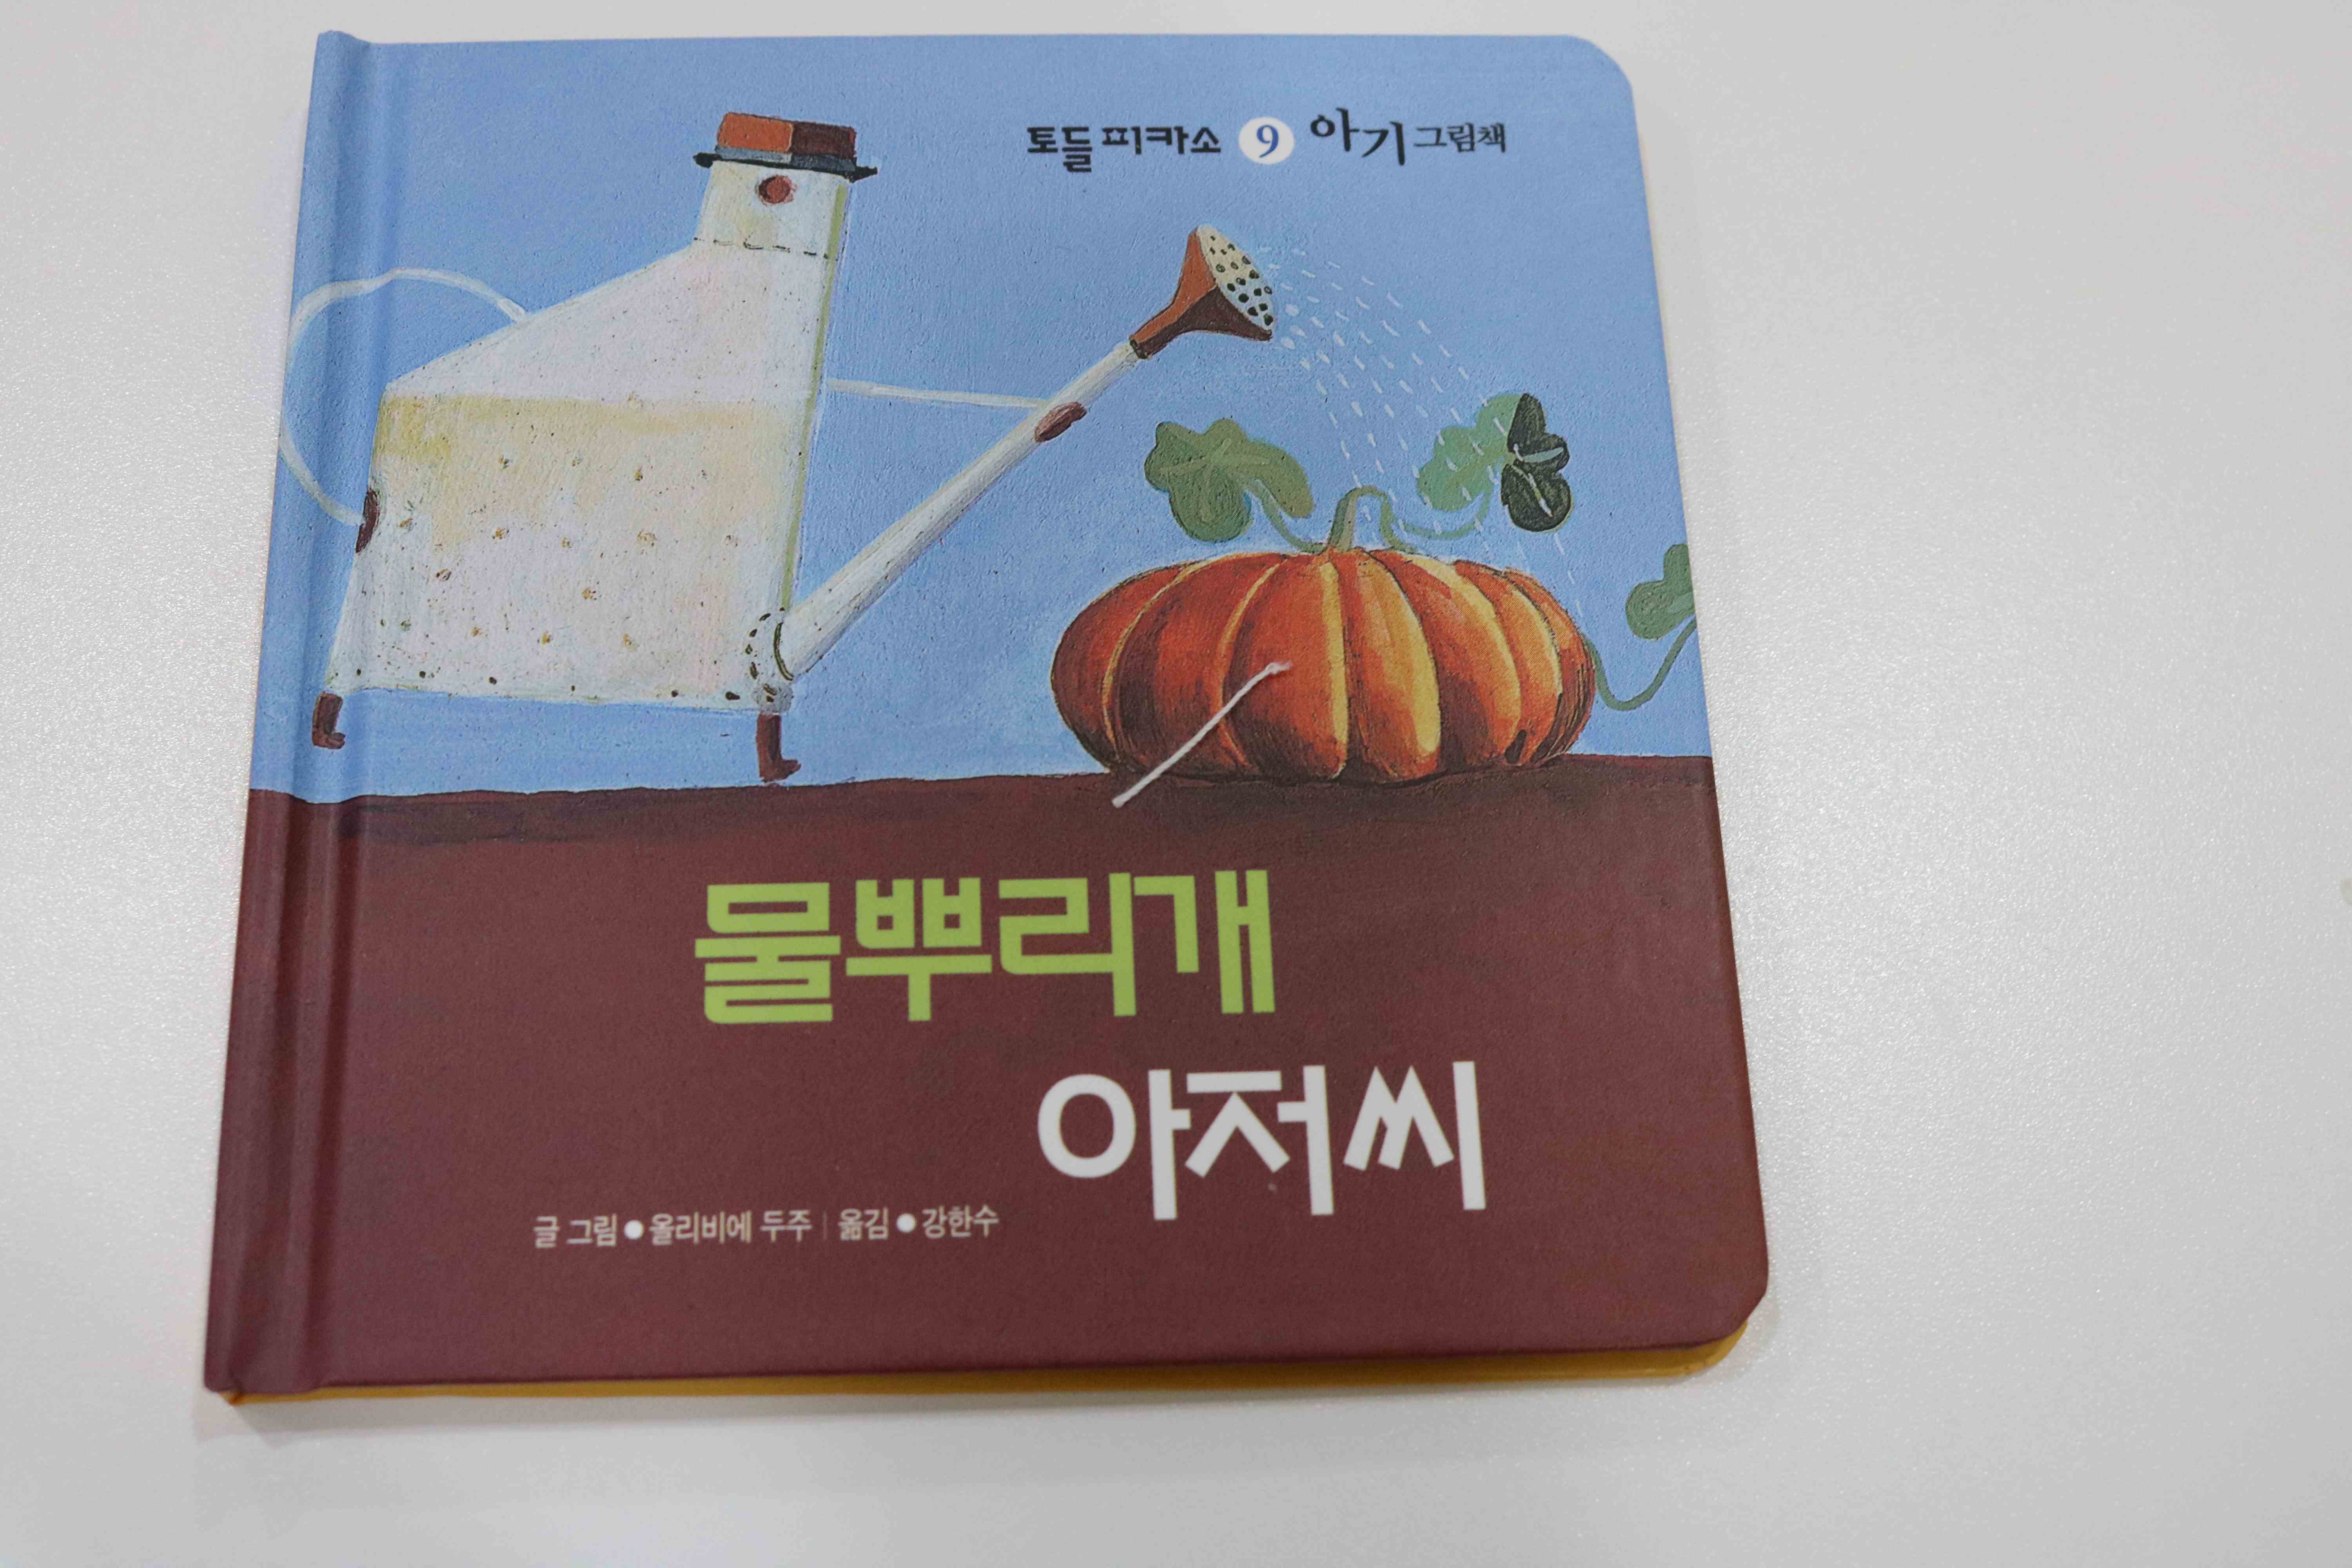 토들 피카소 9 아기 그림책
물뿌리개
아저씨
글 그림 ● 올리비에 두주 | 옮김 ● 강한수